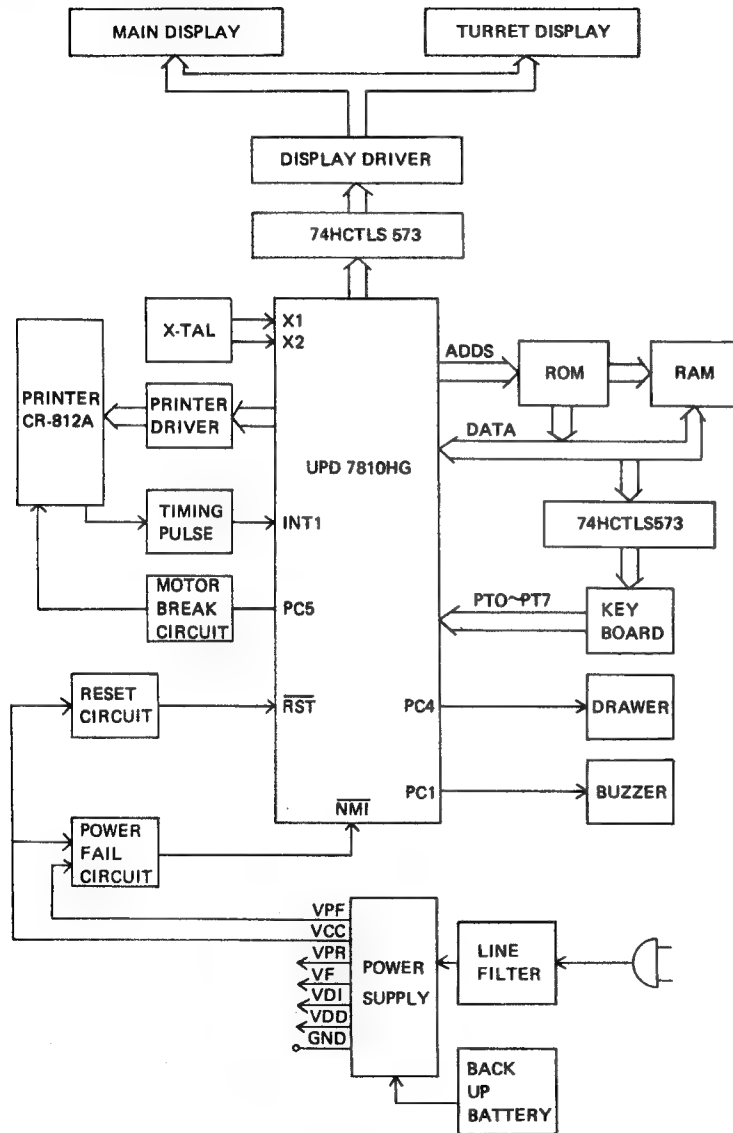 MAIN DISPLAY
TURRET DISPLAY
DISPLAY DRIVER
74HCTLS 573
X-TAL
X1
X2
PRINTER
CR-812A
PRINTER
DRIVER
TIMING
PULSE
INT1
MOTOR
BREAK
CIRCUIT
PC5
UPD 7810HG
ADDS
ROM
RAM
DATA
74HCTLS573
PTO~PT7
KEY
BOARD
RESET
CIRCUIT
RST
PC4
DRAWER
PC1
BUZZER
NMI
POWER
FAIL
CIRCUIT
VPF
VCC
VPR
VF
VDI
VDD
GND
POWER
SUPPLY
LINE
FILTER
BACK
UP
BATTERY